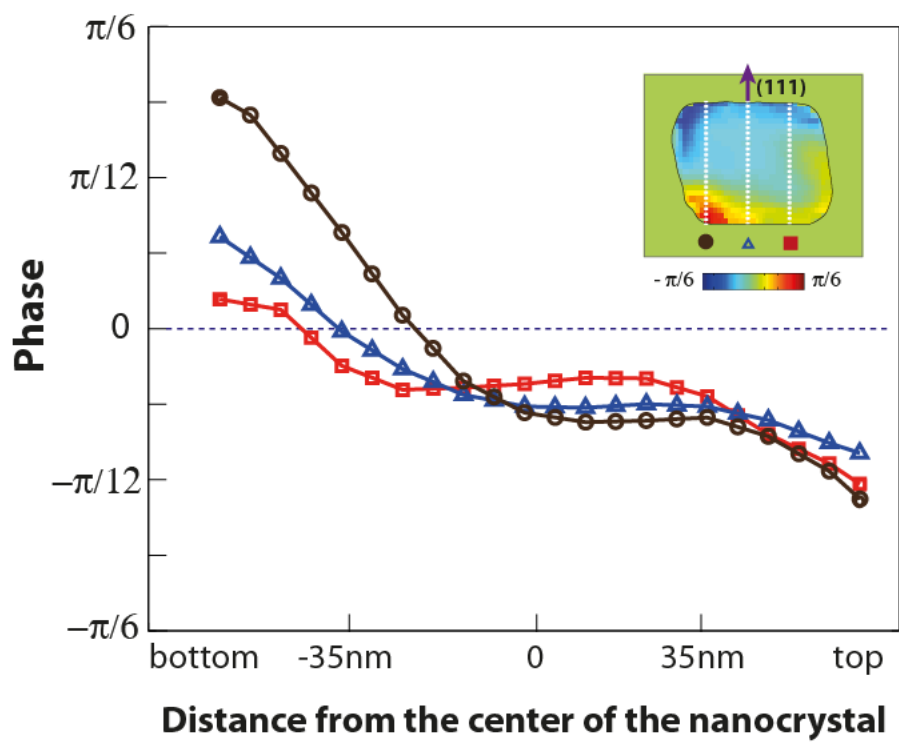 π/6
(111)
π/12
- π/6 π/6
0
Phase
−π/12
−π/6
bottom -35nm 0 35nm top
Distance from the center of the nanocrystal